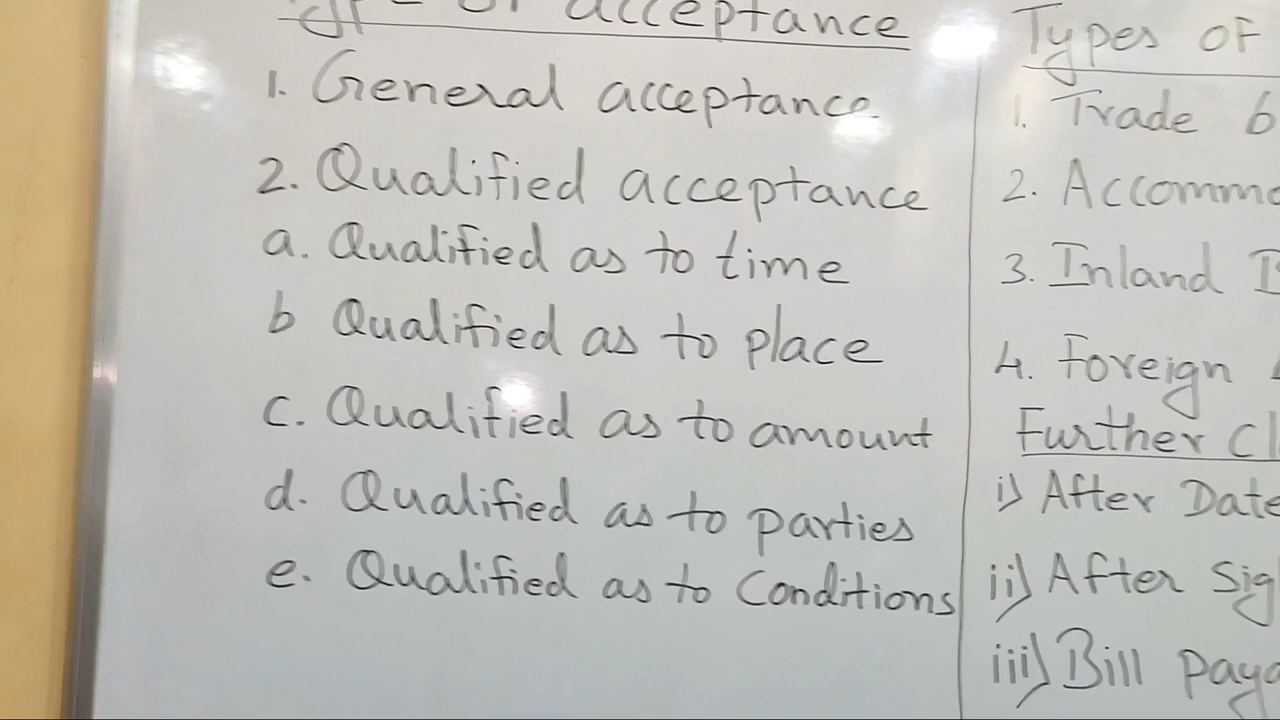 of acceptance
1. General acceptance
2. Qualified acceptance
a. Qualified as to time
b Qualified as to place
c. Qualified as to amount
d. Qualified as to parties
e. Qualified as to Conditions
Types of
1. Trade
2.
3. Inland
4. Foreign
Further
i) After Date
ii) After
iii) Bill